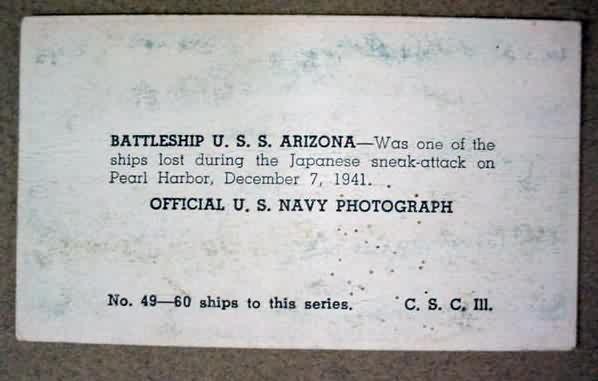 BATTLESHIP U. S. S. ARIZONA—Was one of the
ships lost during the Japanese sneak-attack on
Pearl Harbor, December 7, 1941.
OFFICIAL U. S. NAVY PHOTOGRAPH
No. 49—60 ships to this series. C. S. C. Ill.